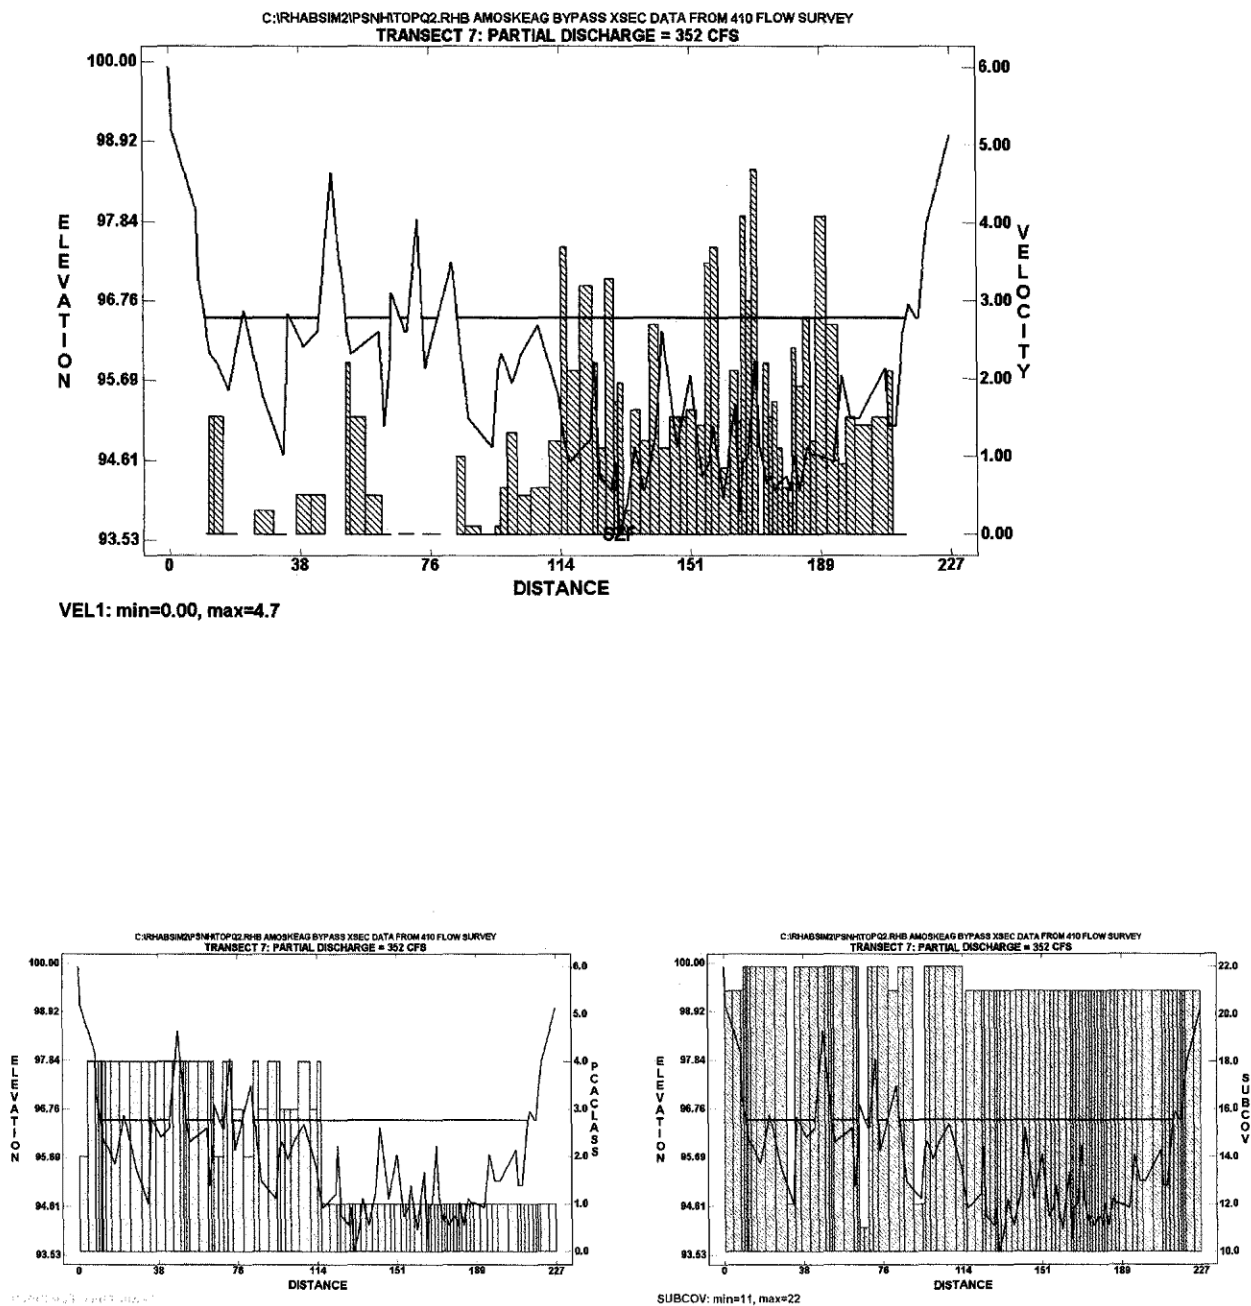 C:\RHABSIM2\PSNH\TOPQ2.RHB AMOSKEAG BYPASS XSEC DATA FROM 410 FLOW SURVEY
TRANSECT 7: PARTIAL DISCHARGE = 352 CFS
100.00
98.92
97.84
96.76
95.69
94.61
93.53
ELEVATION
6.00
5.00
4.00
3.00
2.00
1.00
0.00
VELOCITY
SZF
0 38 76 114 151 189 227
DISTANCE
VEL1: min=0.00, max=4.7
C:\RHABSIM2\PSNH\TOPQ2.RHB AMOSKEAG BYPASS XSEC DATA FROM 410 FLOW SURVEY
TRANSECT 7: PARTIAL DISCHARGE = 352 CFS
100.00
98.92
97.84
96.76
95.69
94.61
93.53
ELEVATION
6.0
5.0
4.0
3.0
2.0
1.0
0.0
PCACLASS
0 38 76 114 151 189 227
DISTANCE
C:\RHABSIM2\PSNH\TOPQ2.RHB AMOSKEAG BYPASS XSEC DATA FROM 410 FLOW SURVEY
TRANSECT 7: PARTIAL DISCHARGE = 352 CFS
100.00
98.92
97.84
96.76
95.69
94.61
93.53
ELEVATION
22.0
20.0
18.0
16.0
14.0
12.0
10.0
SUBCOV
0 38 76 114 151 189 227
DISTANCE
SUBCOV: min=11, max=22